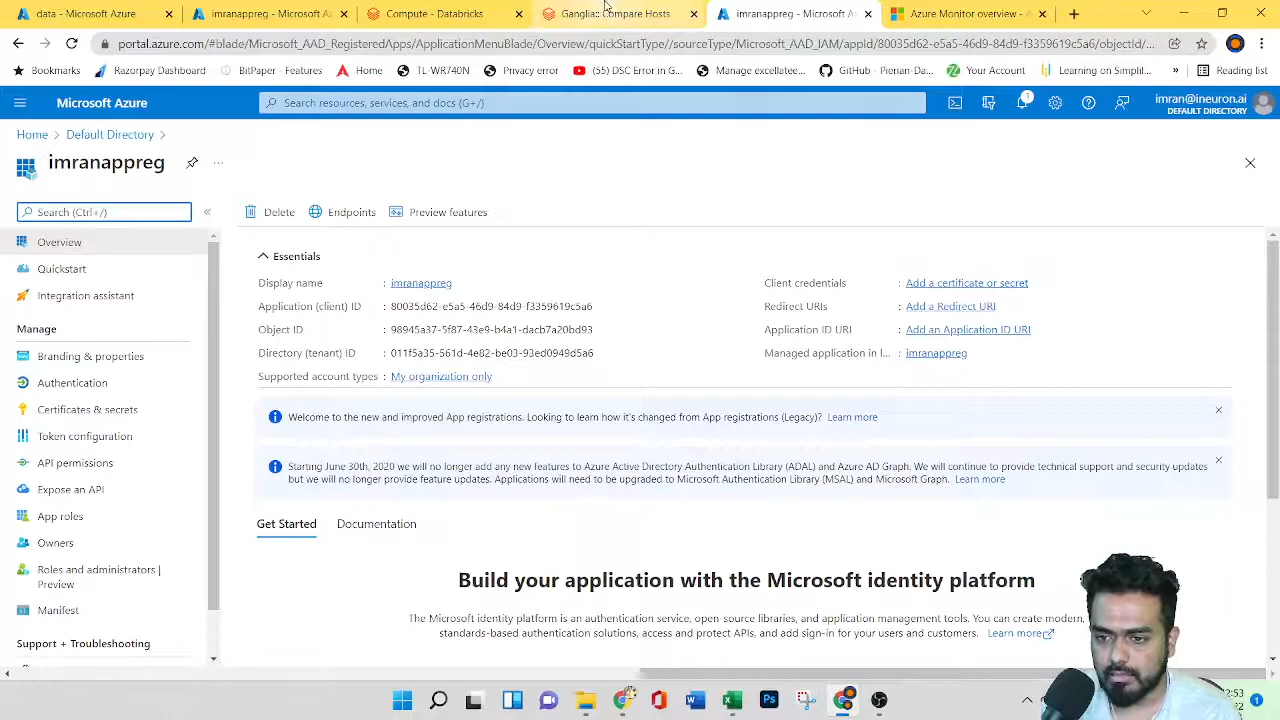 data - Microsoft Azure
imranappreg - Microsoft Azure
Compute - Databricks
Ganglia:: Compare Hosts
imranappreg - Microsoft A
Azure Monitor overview - A
portal.azure.com/#blade/Microsoft_AAD_RegisteredApps/ApplicationMenuBlade/Overview/quickStartType//sourceType/Microsoft_AAD_IAM/appId/80035d62-e5a5-46d9-84d9-f3359619c5a6/objectId/...
Bookmarks
Razorpay Dashboard
BitPaper - Features
Home
TL-WR740N
Privacy error
(55) DSC Error in G...
Manage excellstee...
GitHub - Pierian-Da...
Your Account
Learning on Simplil...
»
Reading list
Microsoft Azure
Search resources, services, and docs (G+/)
1
imran@ineuron.ai
DEFAULT DIRECTORY
Home > Default Directory >
imranappreg
Search (Ctrl+/)
«
Delete
Endpoints
Preview features
Overview
Quickstart
Integration assistant
Manage
Branding & properties
Authentication
Certificates & secrets
Token configuration
API permissions
Expose an API
App roles
Owners
Roles and administrators |
Preview
Manifest
Support + Troubleshooting
Essentials
Display name : imranappreg
Application (client) ID : 80035d62-e5a5-46d9-84d9-f3359619c5a6
Object ID : 98945a37-5f87-43e9-b4a1-dacb7a20bd93
Directory (tenant) ID
Supported account types : My organization only
Client credentials : Add a certificate or secret
Redirect URIs : Add a Redirect URI
Application ID URI : Add an Application ID URI
Managed application in l... : imranappreg
Welcome to the new and improved App registrations. Looking to learn how it's changed from App registrations (Legacy)? Learn more
Starting June 30th, 2020 we will no longer add any new features to Azure Active Directory Authentication Library (ADAL) and Azure AD Graph. We will continue to provide technical support and security updates
but we will no longer provide feature updates. Applications will need to be upgraded to Microsoft Authentication Library (MSAL) and Microsoft Graph. Learn more
Get Started
Documentation
Build your application with the Microsoft identity platform
The Microsoft identity platform is an authentication service, open-source libraries, and application management tools. You can create modern,
standards-based authentication solutions, access and protect APIs, and add sign-in for your users and customers. Learn more
1